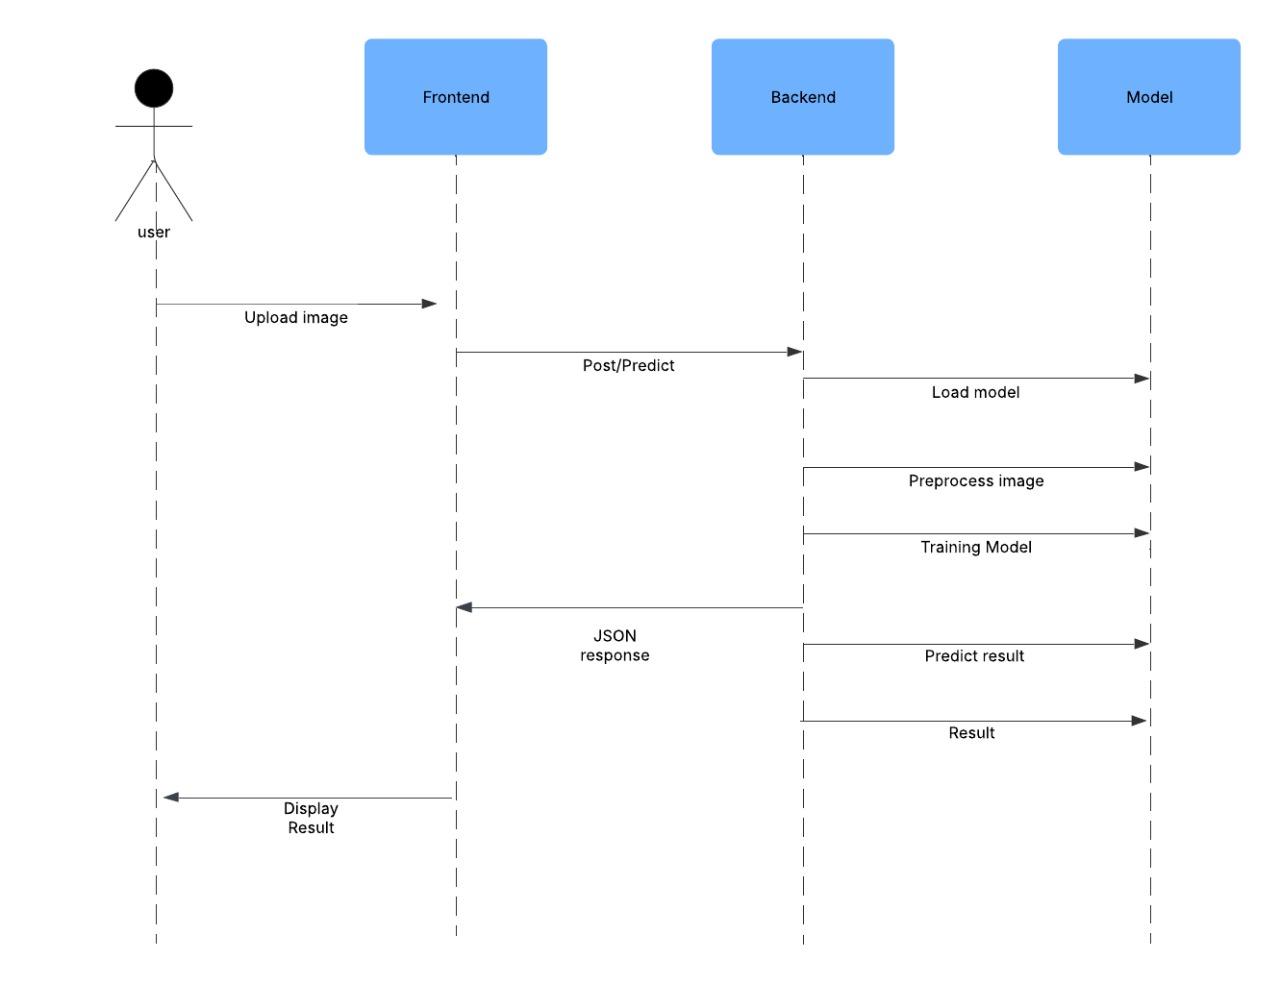 Frontend
Backend
Model
user
Upload image
Post/Predict
Load model
Preprocess image
Training Model
JSON
response
Predict result
Result
Display
Result